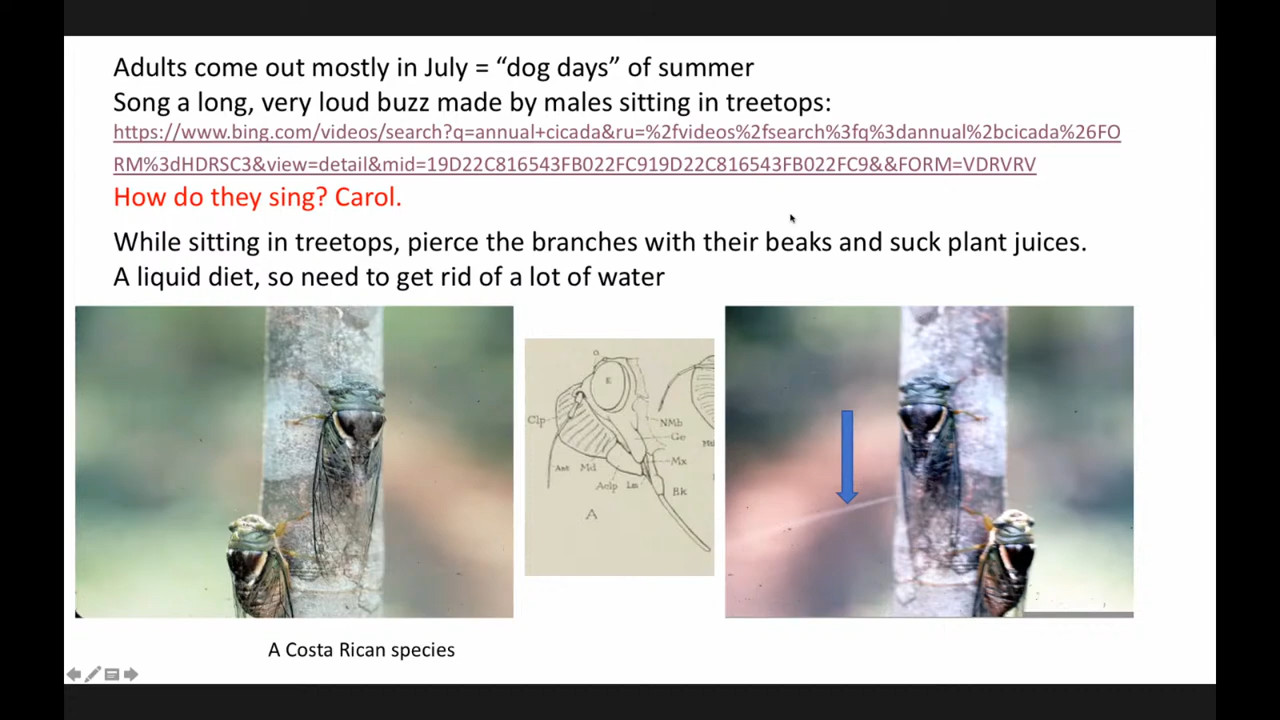 Adults come out mostly in July = “dog days” of summer
Song a long, very loud buzz made by males sitting in treetops:
https://www.bing.com/videos/search?q=annual+cicada&ru=%2fvideos%2fsearch%3fq%3dannual%2bcicada%26FO
RM%3dHDRSC3&view=detail&mid=19D22C816543FB022FC919D22C816543FB022FC9&&FORM=VDRVRV
How do they sing? Carol.
While sitting in treetops, pierce the branches with their beaks and suck plant juices.
A liquid diet, so need to get rid of a lot of water
a
E
Clp
NMb
Ge
Ant Md
Mx
Aclp Lm
Bk
A
A Costa Rican species